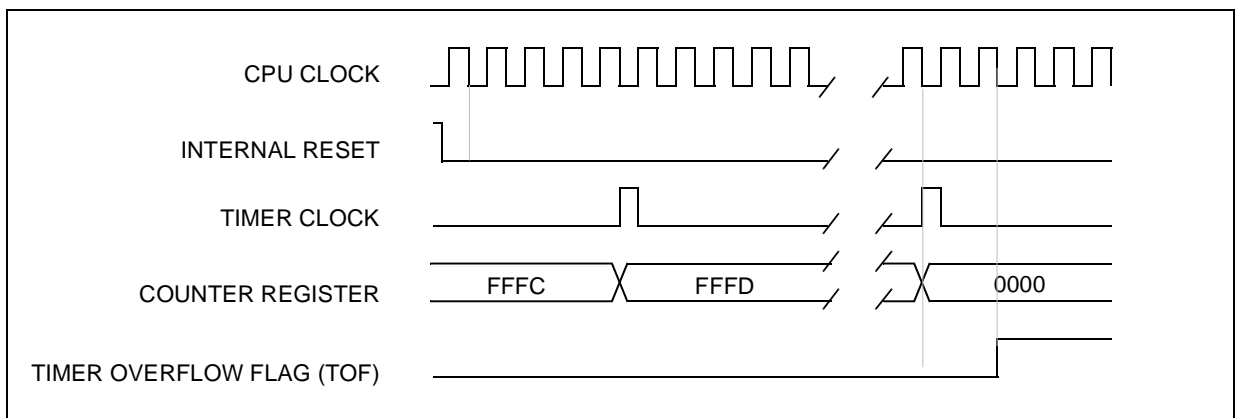 CPU CLOCK
INTERNAL RESET
TIMER CLOCK
COUNTER REGISTER FFFC FFFD 0000
TIMER OVERFLOW FLAG (TOF)